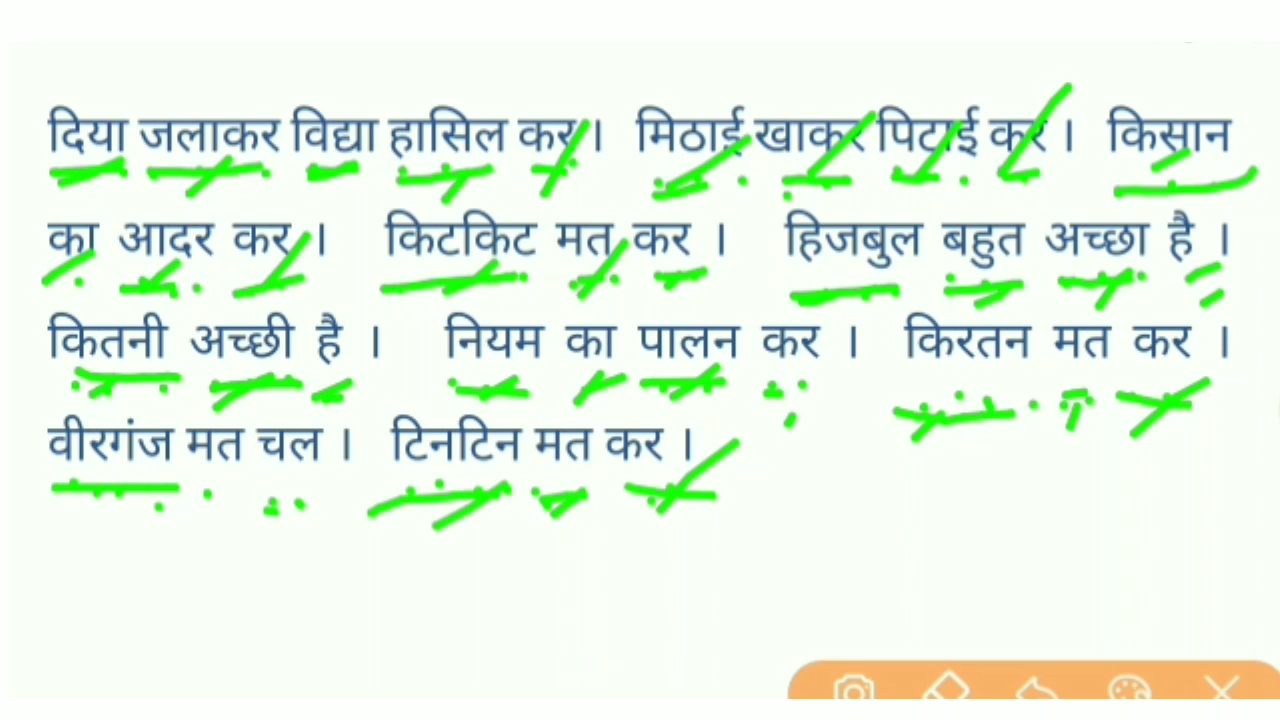 दिया जलाकर विद्या हासिल कर । मिठाई खाकर पिटाई कर । किसान
का आदर कर । किटकिट मत कर । हिजबुल बहुत अच्छा है ।
कितनी अच्छी है । नियम का पालन कर । किरतन मत कर ।
वीरगंज मत चल । टिनटिन मत कर ।